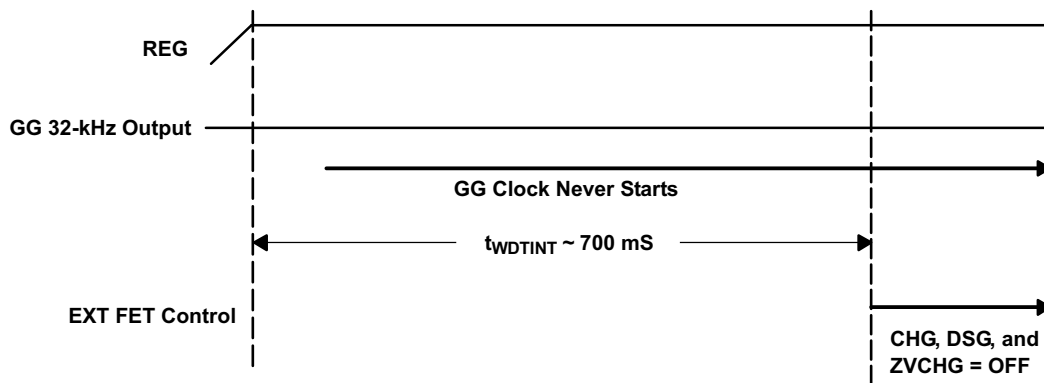 REG
GG 32-kHz Output
GG Clock Never Starts
tWDTINT ~ 700 mS
EXT FET Control
CHG, DSG, and
ZVCHG = OFF